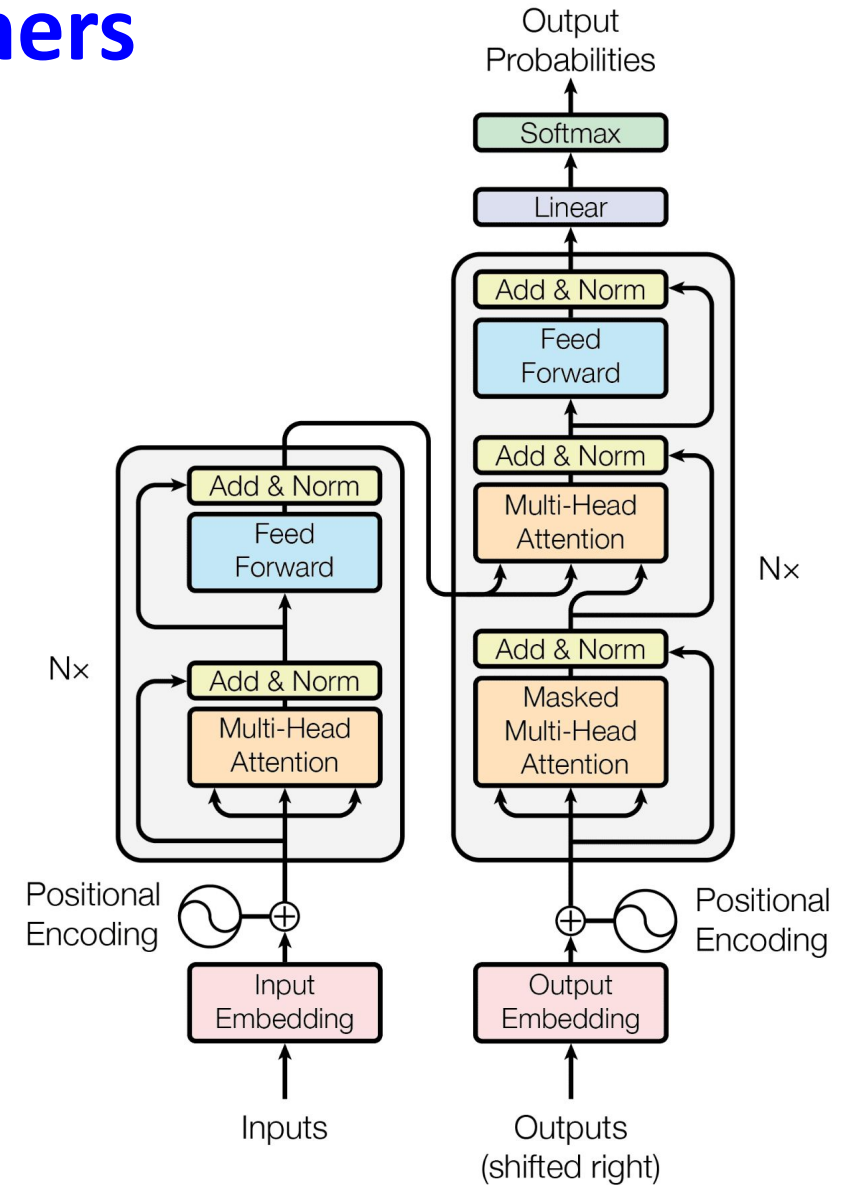 ners
Output
Probabilities
Softmax
Linear
Add & Norm
Feed
Forward
Add & Norm
Multi-Head
Attention
Nx
Add & Norm
Masked
Multi-Head
Attention
Add & Norm
Feed
Forward
Nx
Add & Norm
Multi-Head
Attention
Positional
Encoding
Positional
Encoding
Input
Embedding
Output
Embedding
Inputs
Outputs
(shifted right)